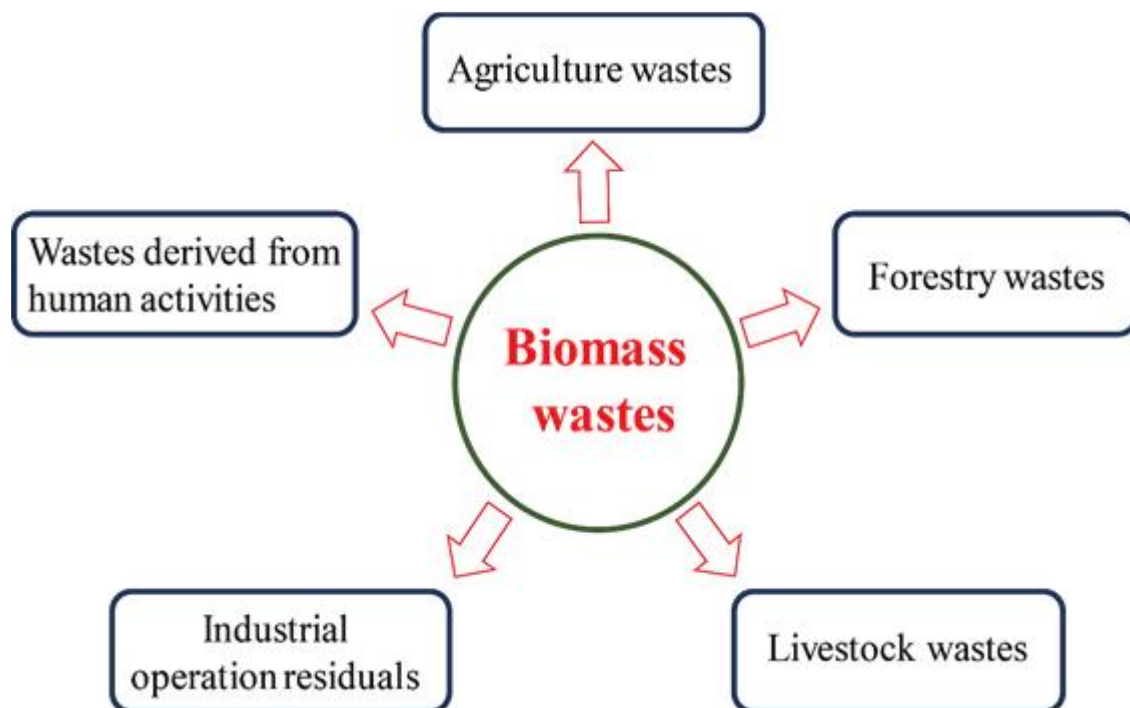 Agriculture wastes
Wastes derived from
human activities
Forestry wastes
Biomass
wastes
Industrial
operation residuals
Livestock wastes